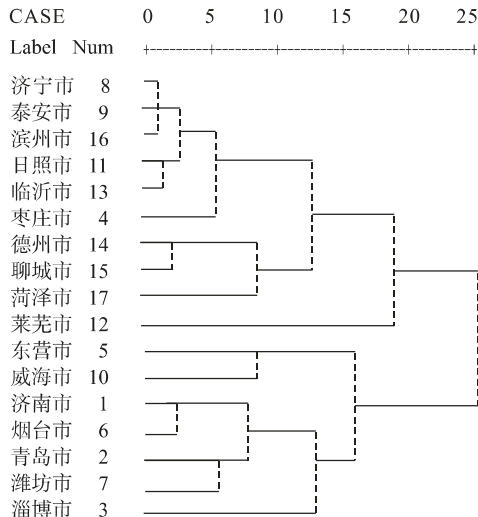 CASE 0 5 10 15 20 25
Label Num
济宁市 8
泰安市 9
滨州市 16
日照市 11
临沂市 13
枣庄市 4
德州市 14
聊城市 15
菏泽市 17
莱芜市 12
东营市 5
威海市 10
济南市 1
烟台市 6
青岛市 2
潍坊市 7
淄博市 3